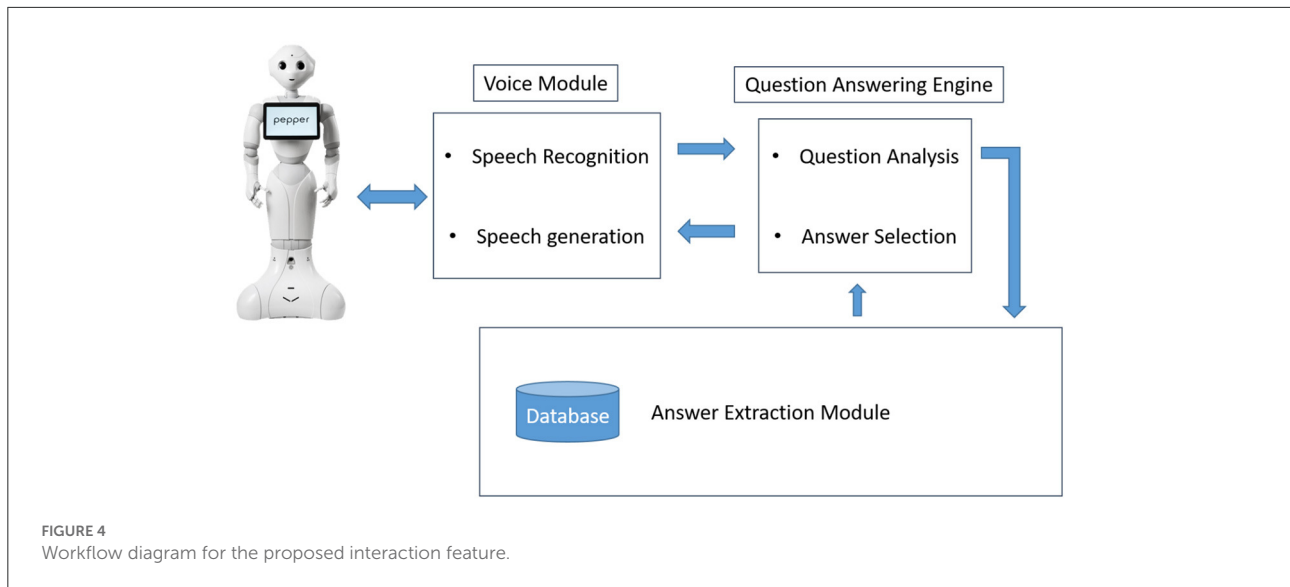 pepper
Voice Module
• Speech Recognition
• Speech generation
Question Answering Engine
• Question Analysis
• Answer Selection
Database
Answer Extraction Module
FIGURE 4
Workflow diagram for the proposed interaction feature.